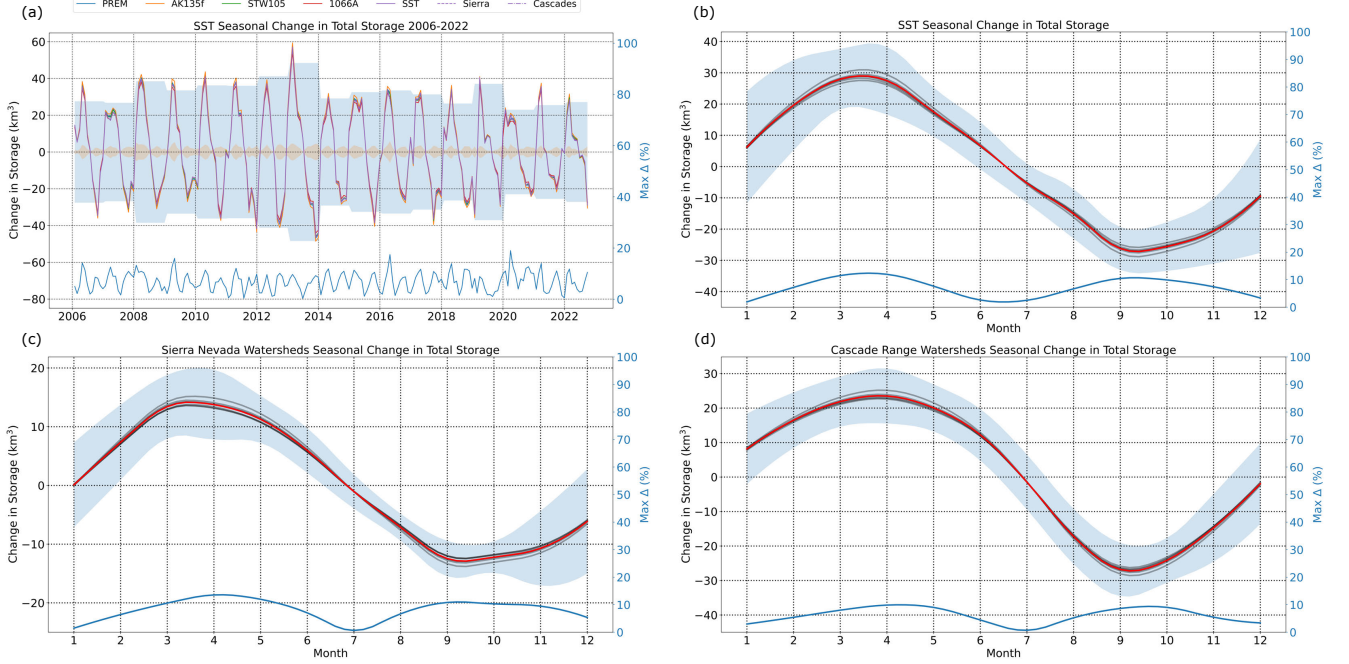 (a)
PREM AK135f STW105 1066A SST Sierra Cascades
SST Seasonal Change in Total Storage 2006-2022
Change in Storage (km³)
60
40
20
0
−20
−40
−60
−80
2006 2008 2010 2012 2014 2016 2018 2020 2022
100
80
60
40
20
0
Max Δ (%)
(b)
SST Seasonal Change in Total Storage
Change in Storage (km³)
40
30
20
10
0
−10
−20
−30
−40
1 2 3 4 5 6 7 8 9 10 11 12
Month
100
90
80
70
60
50
40
30
20
10
0
Max Δ (%)
(c)
Sierra Nevada Watersheds Seasonal Change in Total Storage
Change in Storage (km³)
20
10
0
−10
−20
1 2 3 4 5 6 7 8 9 10 11 12
Month
100
90
80
70
60
50
40
30
20
10
0
Max Δ (%)
(d)
Cascade Range Watersheds Seasonal Change in Total Storage
Change in Storage (km³)
30
20
10
0
−10
−20
−30
−40
1 2 3 4 5 6 7 8 9 10 11 12
Month
100
90
80
70
60
50
40
30
20
10
0
Max Δ (%)